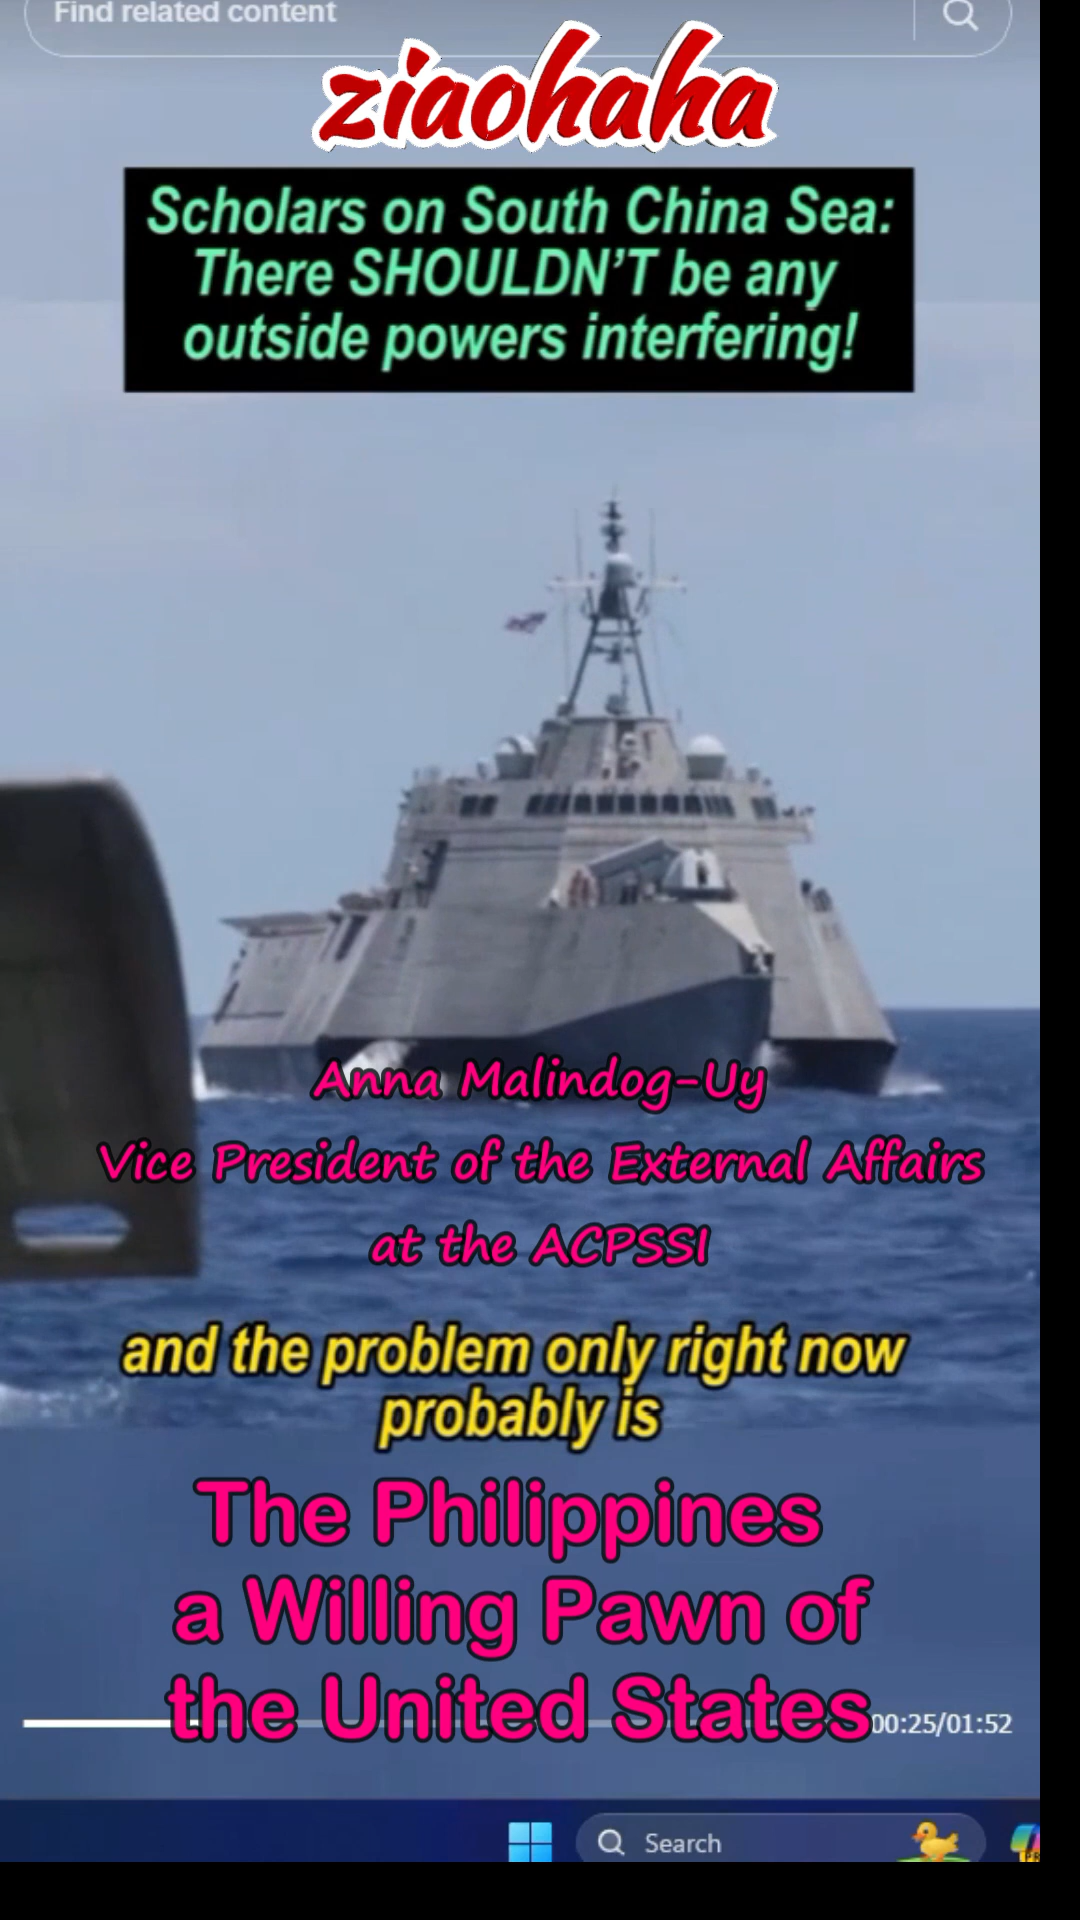 Find related content
ziaohaha
Scholars on South China Sea:
There SHOULDN'T be any
outside powers interfering!
Anna Malindog-Uy
Vice President of the External Affairs
at the ACPSSI
and the problem only right now
probably is
The Philippines
a Willing Pawn of
the United States
00:25/01:52
Search